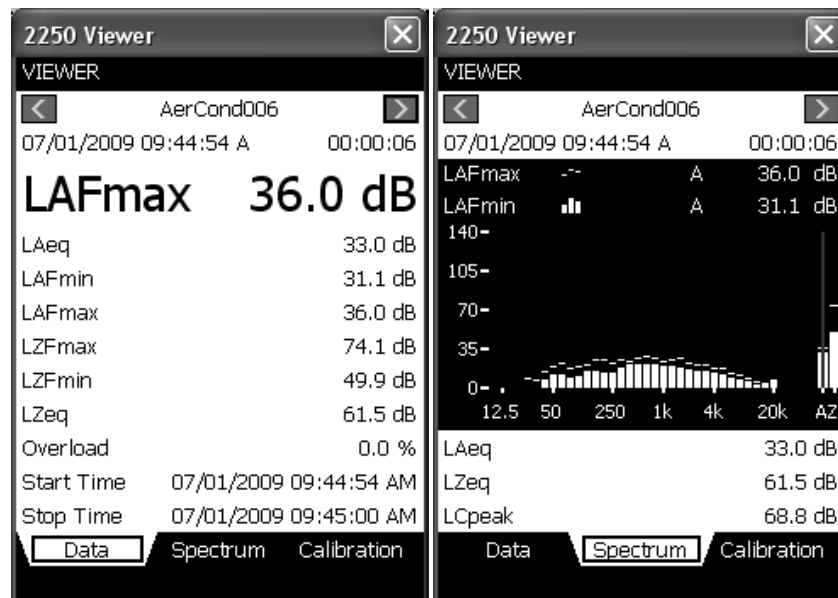 2250 Viewer
VIEWER
AerCond006
07/01/2009 09:44:54 A 00:00:06
LAFmax 36.0 dB
LAeq 33.0 dB
LAFmin 31.1 dB
LAFmax 36.0 dB
LZFmax 74.1 dB
LZFmin 49.9 dB
LZeq 61.5 dB
Overload 0.0 %
Start Time 07/01/2009 09:44:54 AM
Stop Time 07/01/2009 09:45:00 AM
Data Spectrum Calibration
2250 Viewer
VIEWER
AerCond006
07/01/2009 09:44:54 A 00:00:06
LAFmax A 36.0 dB
LAFmin A 31.1 dB
140
105
70
35
0
12.5 50 250 1k 4k 20k AZ
LAeq 33.0 dB
LZeq 61.5 dB
LCpeak 68.8 dB
Data Spectrum Calibration